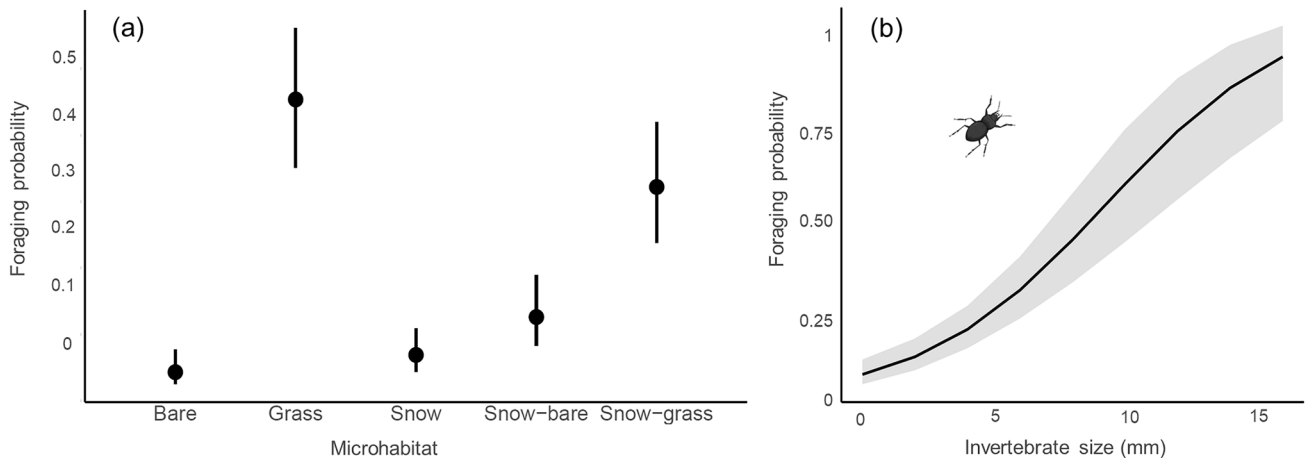 (a)
Foraging probability
0.5
0.4
0.3
0.2
0.1
0
Bare Grass Snow Snow−bare Snow−grass
Microhabitat
(b)
Foraging probability
1
0.75
0.50
0.25
0
0 5 10 15
Invertebrate size (mm)